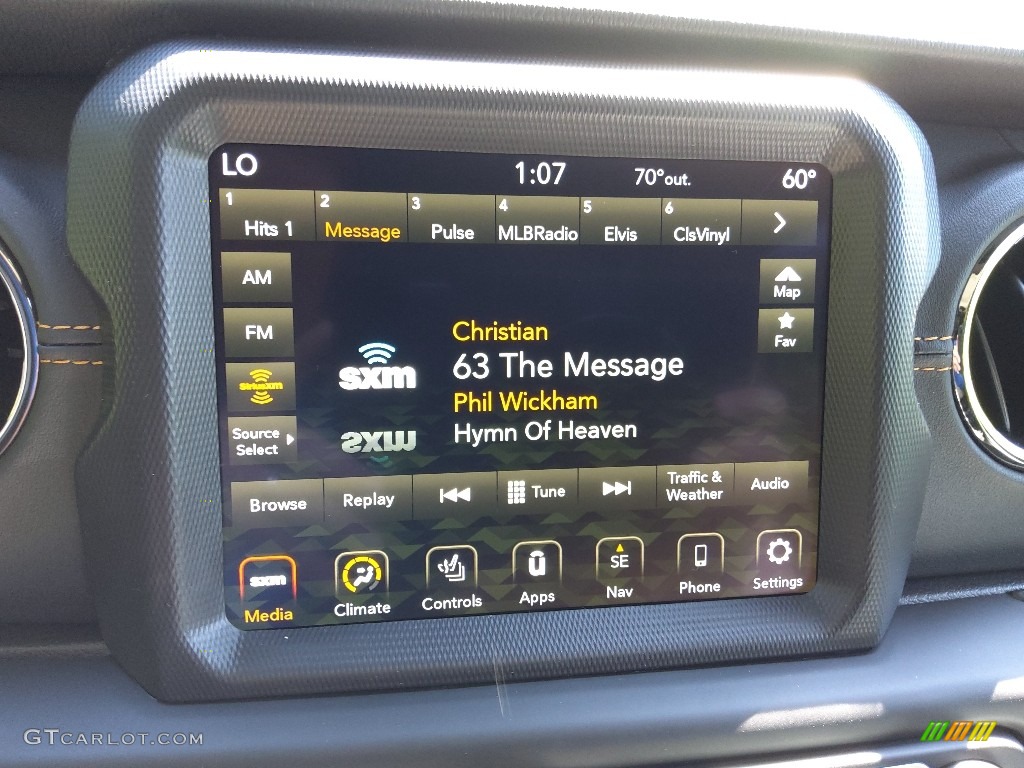 LO 1:07 70°out. 60°
1 2 3 4 5 6
Hits 1 Message Pulse MLBRadio Elvis ClsVinyl
AM
Map
FM
Fav
SiriusXM
Source
Select
sxm
sxm
Christian
63 The Message
Phil Wickham
Hymn Of Heaven
Browse Replay Tune Traffic &
Weather Audio
sxm
SE
Media Climate Controls Apps Nav Phone Settings
GTCARLOT.COM